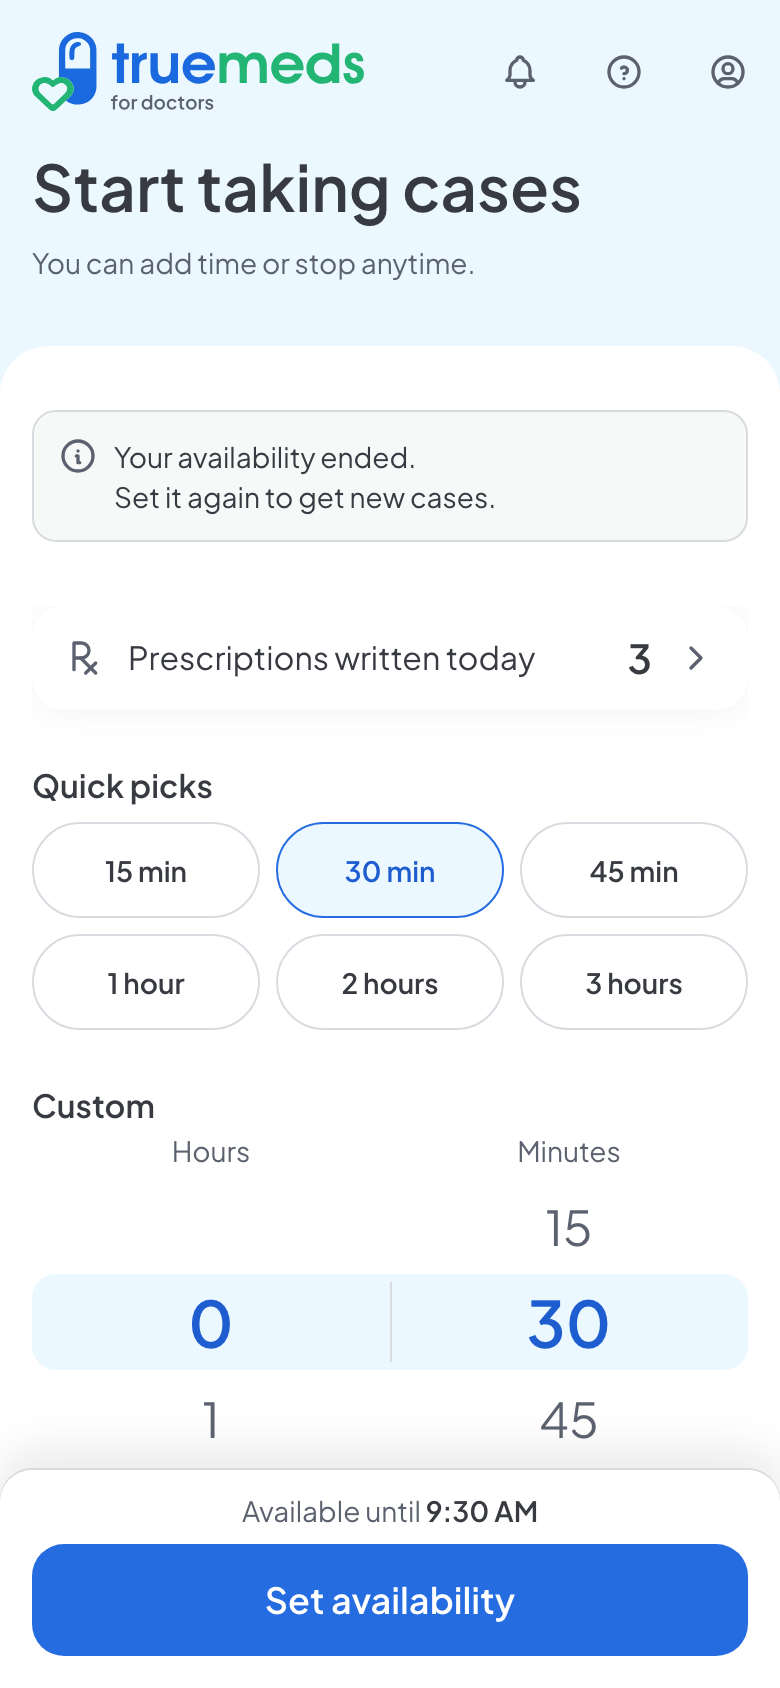 truemeds
for doctors
Start taking cases
You can add time or stop anytime.
Your availability ended.
Set it again to get new cases.
Prescriptions written today 3
Quick picks
15 min 30 min 45 min
1 hour 2 hours 3 hours
Custom
Hours Minutes
15
0 30
1 45
Available until 9:30 AM
Set availability